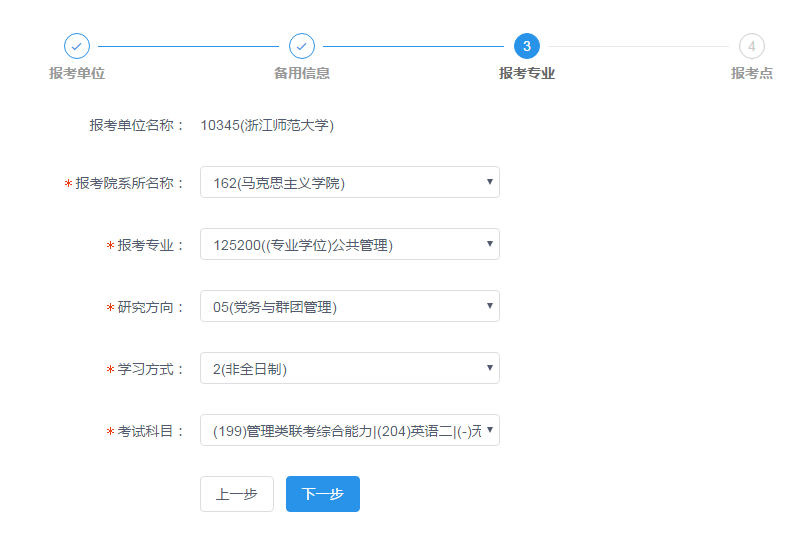 3 4
报考单位 备用信息 报考专业 报考点
报考单位名称： 10345(浙江师范大学)
*报考院系所名称： 162(马克思主义学院)
*报考专业： 125200((专业学位)公共管理)
*研究方向： 05(党务与群团管理)
*学习方式： 2(非全日制)
*考试科目： (199)管理类联考综合能力|(204)英语二|(-)无
上一步 下一步